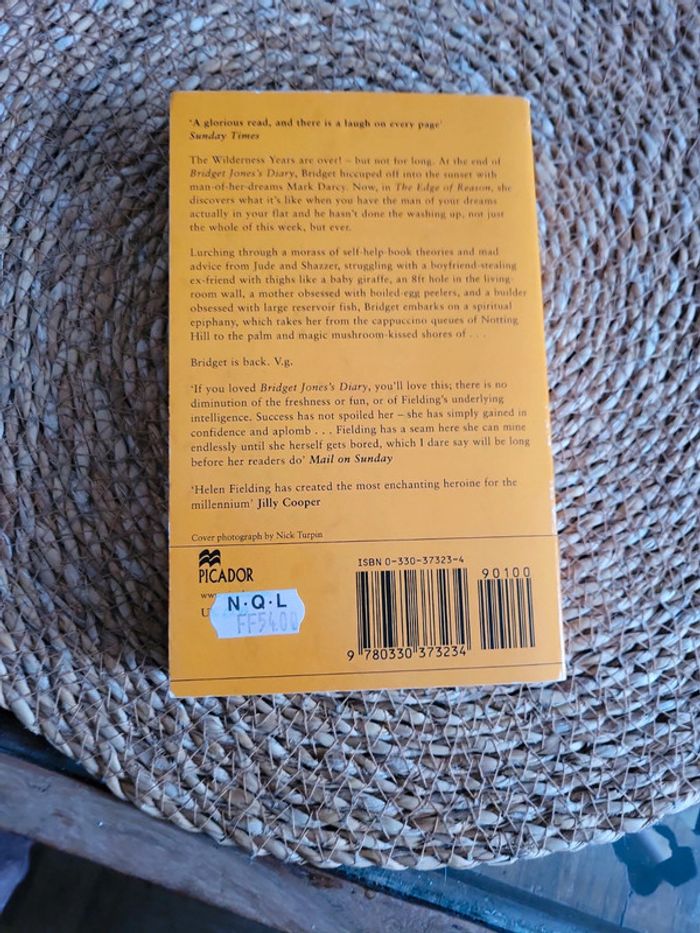 'A glorious read, and there is a laugh on every page'
Sunday Times
The Wilderness Years are over! – but not for long. At the end of
Bridget Jones's Diary, Bridget hiccuped off into the sunset with
man-of-her-dreams Mark Darcy. Now, in The Edge of Reason, she
discovers what it's like when you have the man of your dreams
actually in your flat and he hasn't done the washing up, not just
the whole of this week, but ever.
Lurching through a morass of self-help-book theories and mad
advice from Jude and Shazzer, struggling with a boyfriend-stealing
ex-friend with thighs like a baby giraffe, an 8ft hole in the living-
room wall, a mother obsessed with boiled-egg peelers, and a builder
obsessed with large reservoir fish, Bridget embarks on a spiritual
epiphany, which takes her from the cappuccino queues of Notting
Hill to the palm and magic mushroom-kissed shores of . . .
Bridget is back. V.g.
'If you loved Bridget Jones's Diary, you'll love this; there is no
diminution of the freshness or fun, or of Fielding's underlying
intelligence. Success has not spoiled her – she has simply gained in
confidence and aplomb . . . Fielding has a seam here she can mine
endlessly until she herself gets bored, which I dare say will be long
before her readers do' Mail on Sunday
'Helen Fielding has created the most enchanting heroine for the
millennium' Jilly Cooper
Cover photograph by Nick Turpin
PICADOR
N·Q·L
FF54.00
ISBN 0-330-37323-4
90100
9 780330 373234